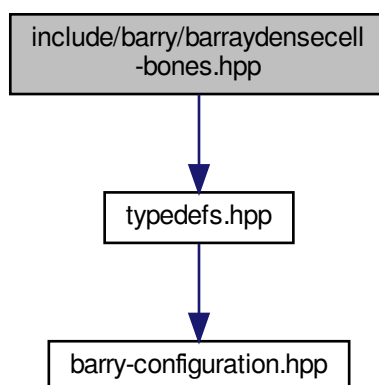 include/barry/barraydensecell
-bones.hpp
typedefs.hpp
barry-configuration.hpp